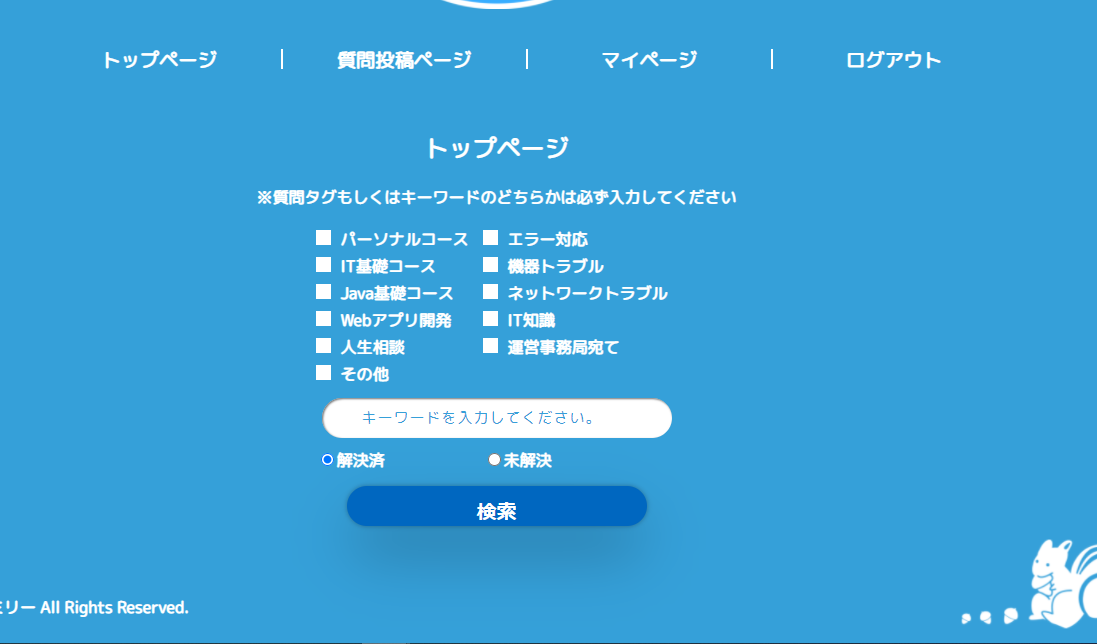 トップページ 質問投稿ページ マイページ ログアウト
トップページ
※質問タグもしくはキーワードのどちらかは必ず入力してください
パーソナルコース エラー対応
IT基礎コース 機器トラブル
Java基礎コース ネットワークトラブル
Webアプリ開発 IT知識
人生相談 運営事務局宛て
その他
キーワードを入力してください。
解決済 未解決
検索
ミリー All Rights Reserved.